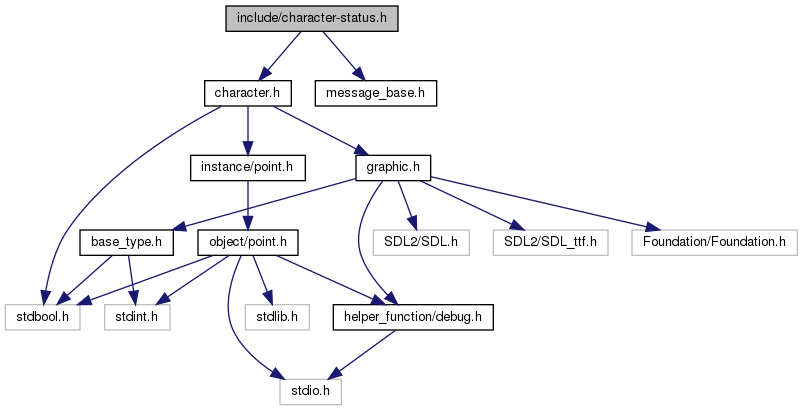 include/character-status.h
character.h
message_base.h
instance/point.h
graphic.h
base_type.h
object/point.h
SDL2/SDL.h
SDL2/SDL_ttf.h
Foundation/Foundation.h
stdbool.h
stdint.h
stdlib.h
helper_function/debug.h
stdio.h